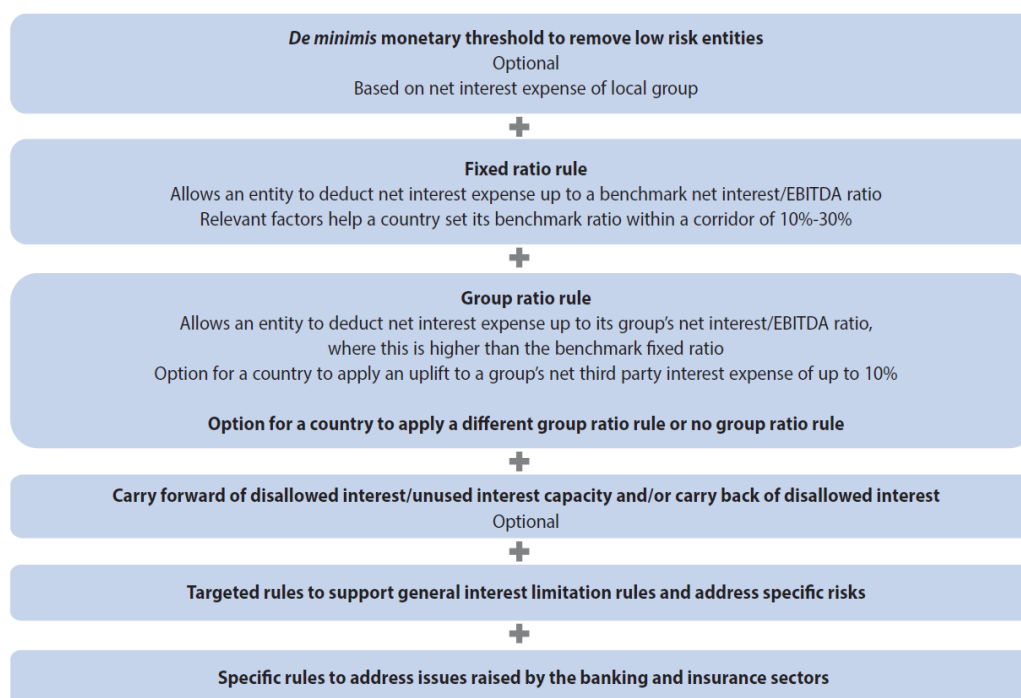 De minimis monetary threshold to remove low risk entities
Optional
Based on net interest expense of local group
Fixed ratio rule
Allows an entity to deduct net interest expense up to a benchmark net interest/EBITDA ratio
Relevant factors help a country set its benchmark ratio within a corridor of 10%-30%
Group ratio rule
Allows an entity to deduct net interest expense up to its group's net interest/EBITDA ratio,
where this is higher than the benchmark fixed ratio
Option for a country to apply an uplift to a group's net third party interest expense of up to 10%
Option for a country to apply a different group ratio rule or no group ratio rule
Carry forward of disallowed interest/unused interest capacity and/or carry back of disallowed interest
Optional
Targeted rules to support general interest limitation rules and address specific risks
Specific rules to address issues raised by the banking and insurance sectors